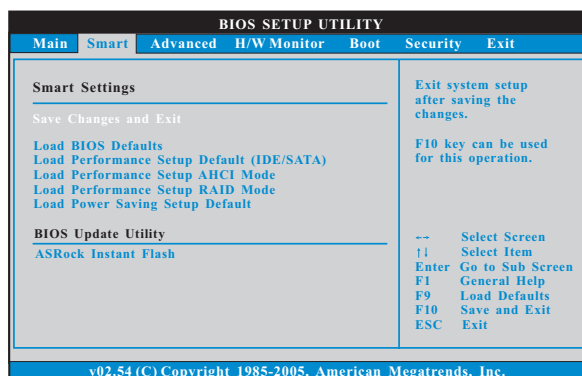 BIOS SETUP UTILITY
Main Smart Advanced H/W Monitor Boot Security Exit
Smart Settings
Save Changes and Exit
Load BIOS Defaults
Load Performance Setup Default (IDE/SATA)
Load Performance Setup AHCI Mode
Load Performance Setup RAID Mode
Load Power Saving Setup Default
BIOS Update Utility
ASRock Instant Flash
Exit system setup
after saving the
changes.
F10 key can be used
for this operation.
←→ Select Screen
↑↓ Select Item
Enter Go to Sub Screen
F1 General Help
F9 Load Defaults
F10 Save and Exit
ESC Exit
v02.54 (C) Copyright 1985-2005, American Megatrends, Inc.